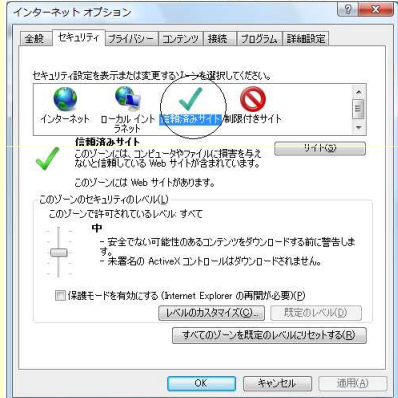 インターネット オプション
全般 セキュリティ プライバシー コンテンツ 接続 プログラム 詳細設定
セキュリティ設定を表示または変更するゾーンを選択してください。
インターネット ローカル イントラネット 信頼済みサイト 制限付きサイト
信頼済みサイト
サイト(S)
このゾーンには、コンピュータやファイルに損害を与え
ないと信頼している Web サイトが含まれています。
このゾーンには Web サイトがあります。
このゾーンのセキュリティのレベル(L)
このゾーンで許可されているレベル: すべて
中
- 安全でない可能性のあるコンテンツをダウンロードする前に警告しま
す。
- 未署名の ActiveX コントロールはダウンロードされません。
保護モードを有効にする (Internet Explorer の再開が必要)(P)
レベルのカスタマイズ(C)... 既定のレベル(D)
すべてのゾーンを既定のレベルにリセットする(R)
OK キャンセル 適用(A)